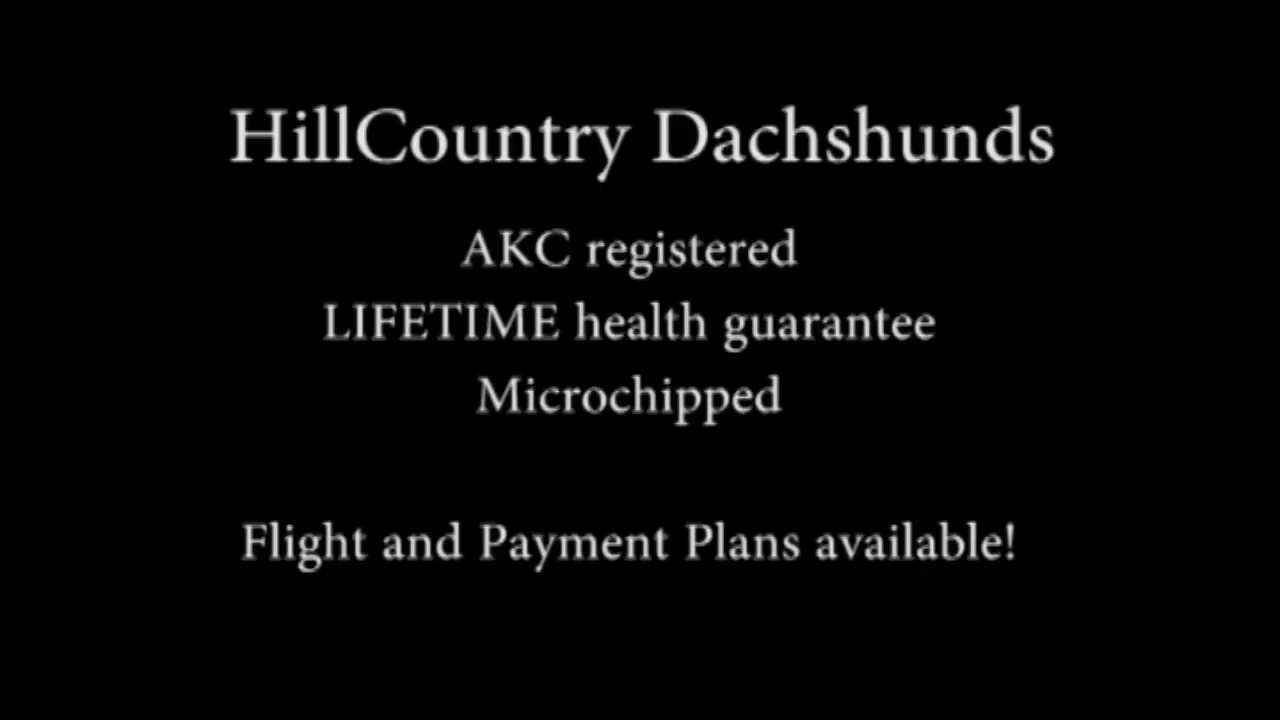 HillCountry Dachshunds
AKC registered
LIFETIME health guarantee
Microchipped
Flight and Payment Plans available!